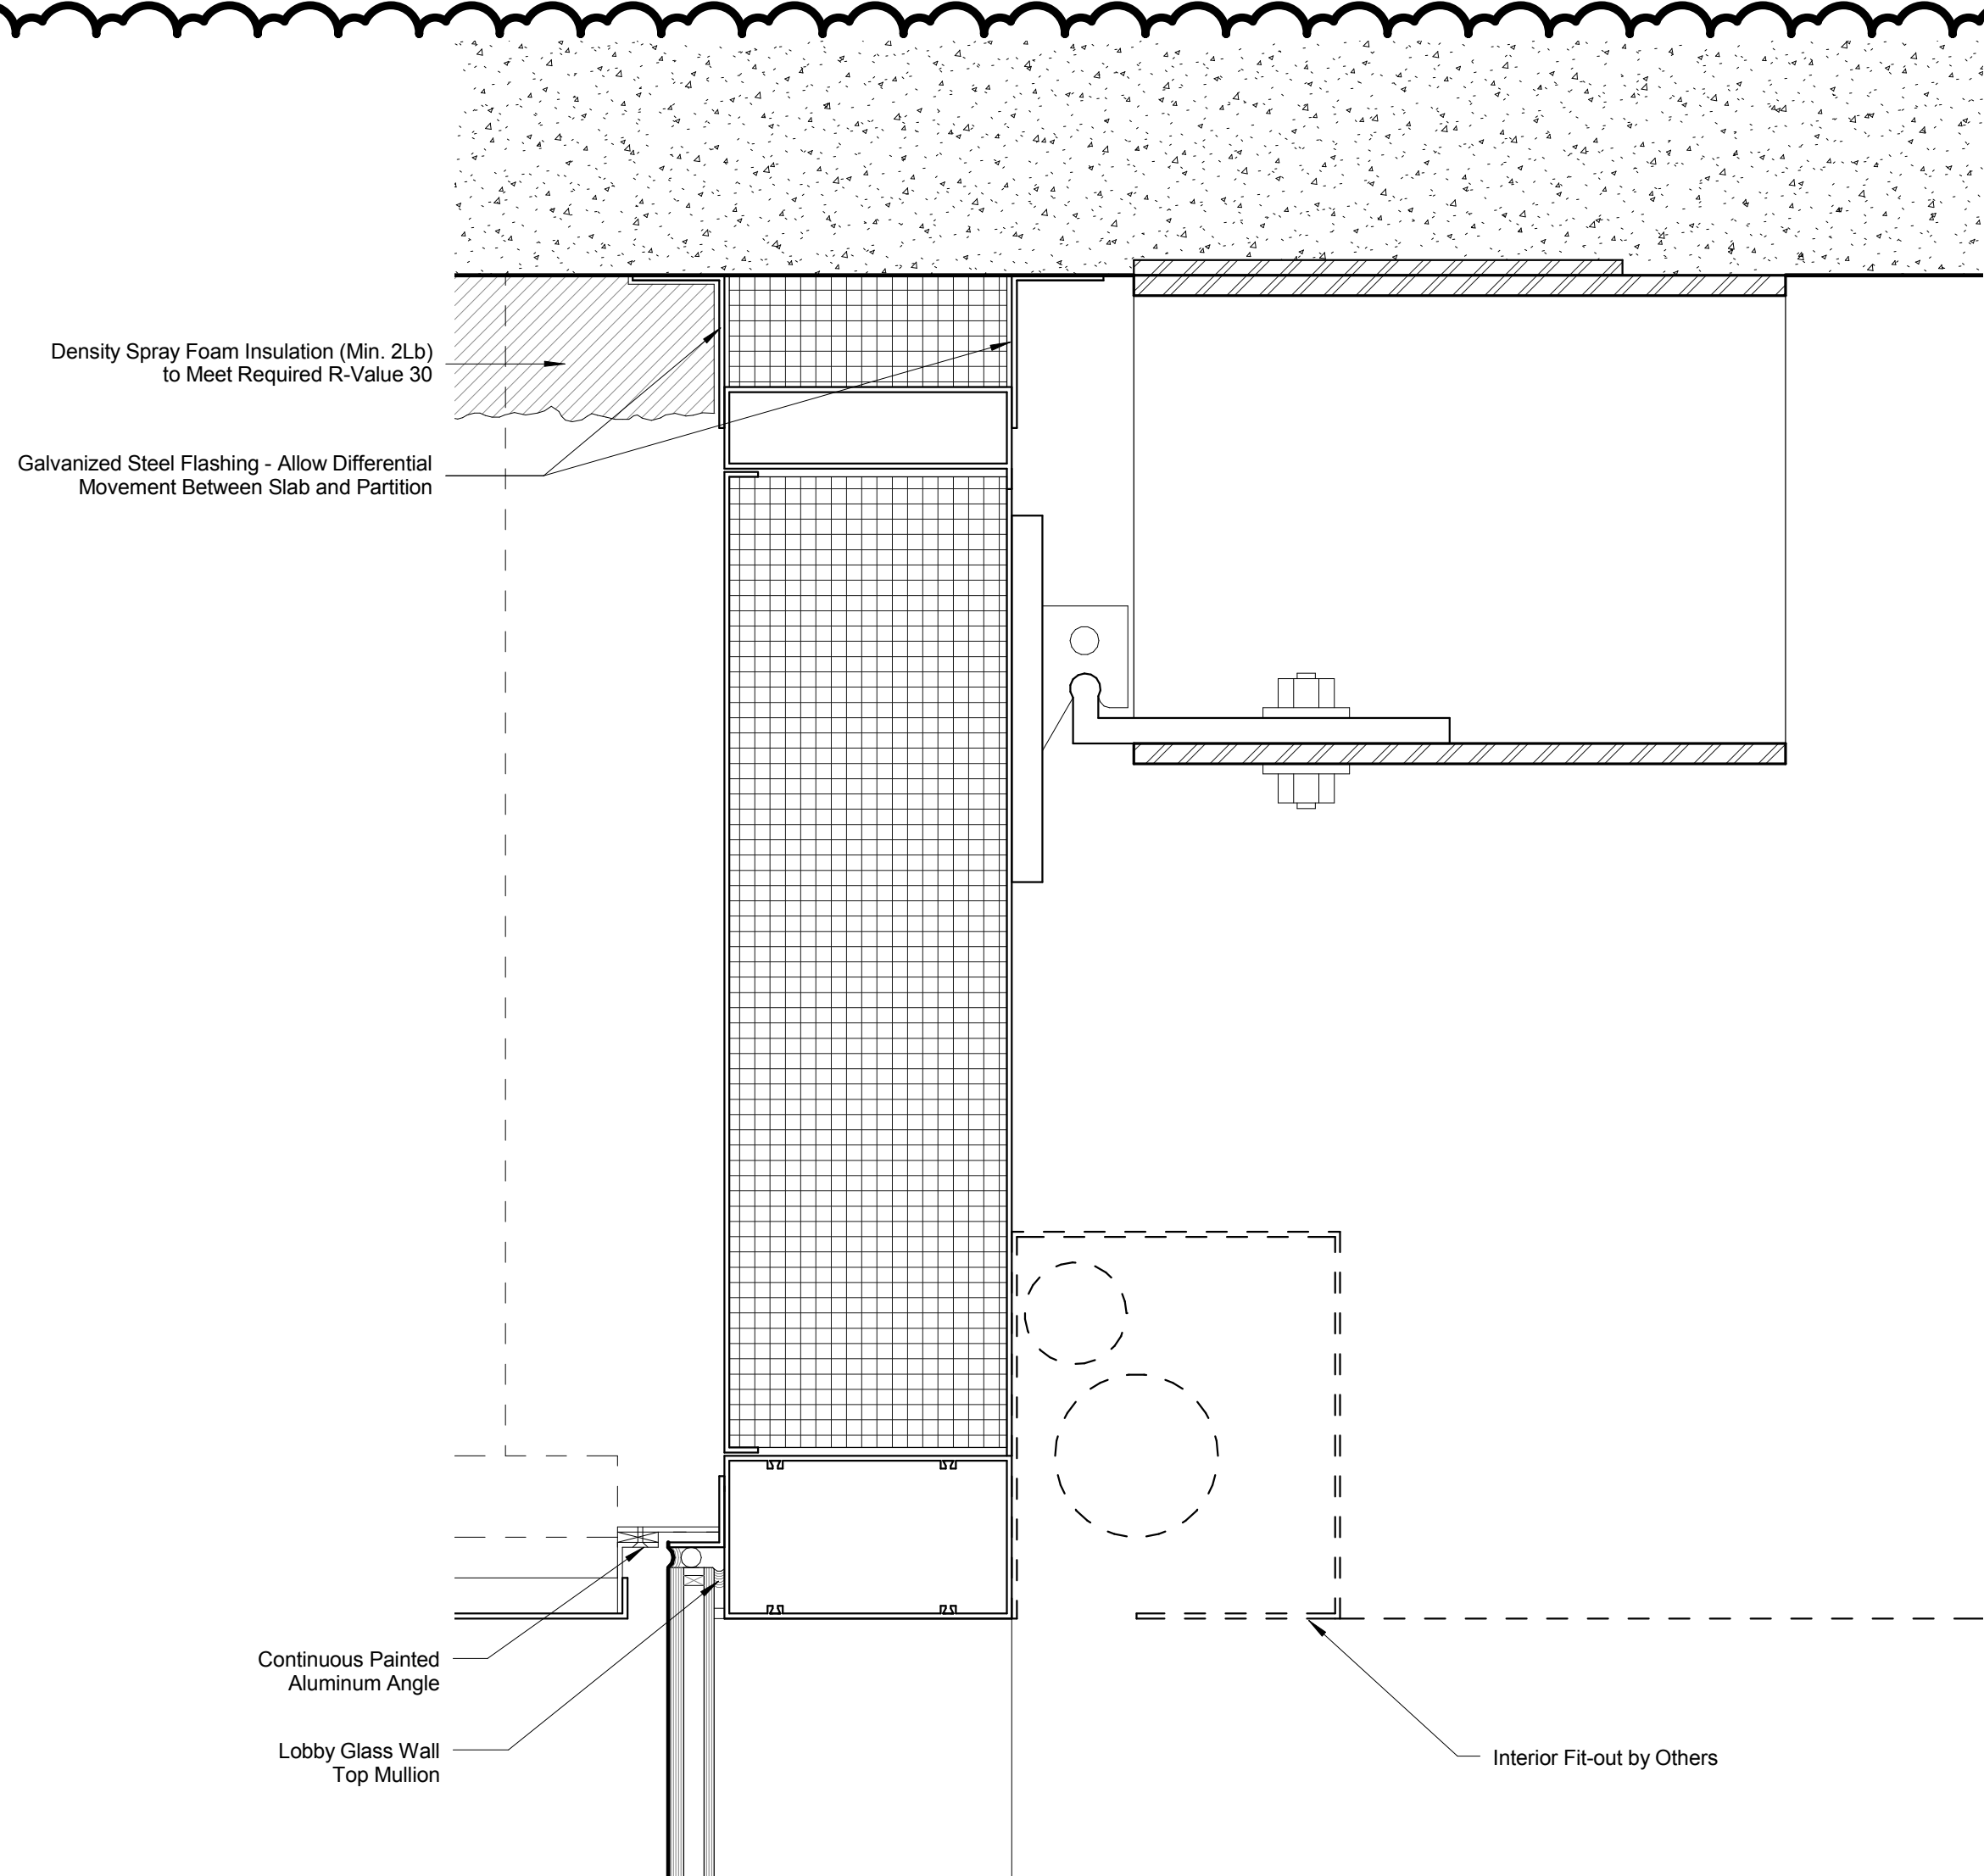 Density Spray Foam Insulation (Min. 2Lb)
to Meet Required R-Value 30
Galvanized Steel Flashing - Allow Differential
Movement Between Slab and Partition
Continuous Painted
Aluminum Angle
Lobby Glass Wall
Top Mullion
Interior Fit-out by Others